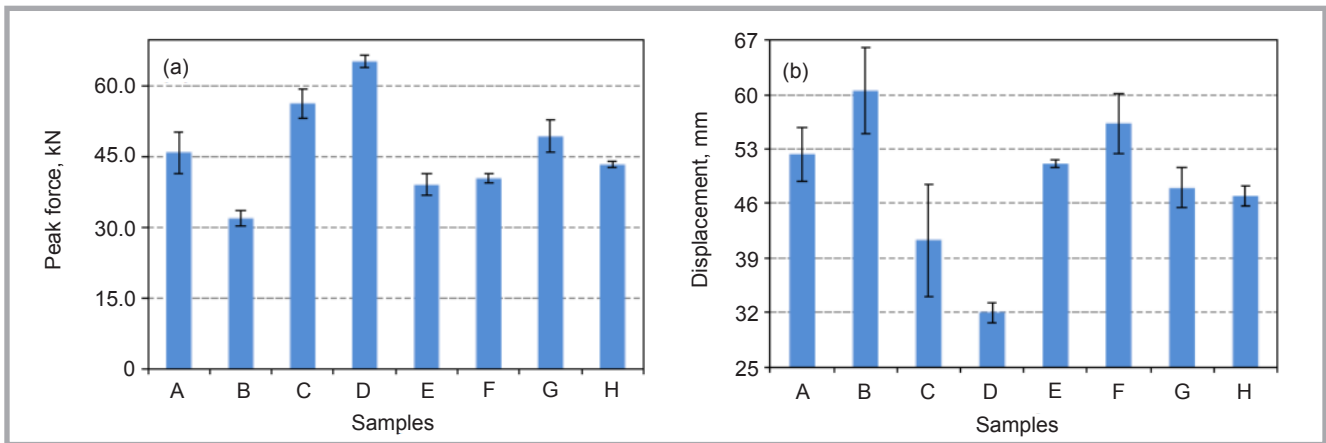 (a)
Peak force, kN
60.0
45.0
30.0
15.0
0
A B C D E F G H
Samples
(b)
Displacement, mm
67
60
53
46
39
32
25
A B C D E F G H
Samples